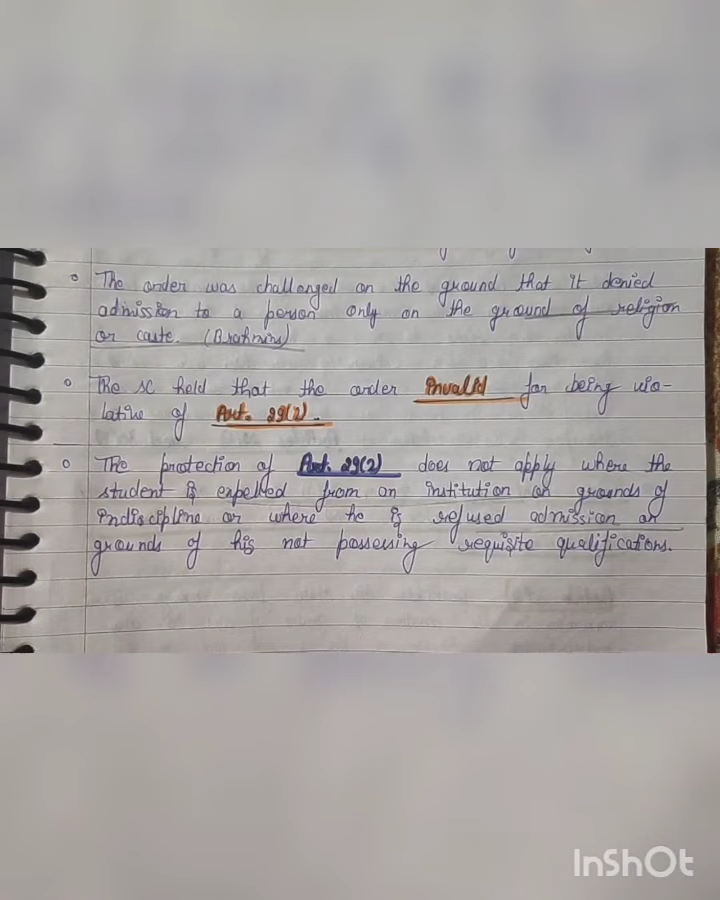 The order was challenged on the ground that it denied
admission to a person only on the ground of religion
or caste. (Brahmins)
The SC held that the order invalid for being vio-
lative of Art. 29(2).
The protection of Art. 29(2) does not apply where the
student is expelled from an institution on grounds of
indiscipline or where he is refused admission on
grounds of his not possessing requisite qualifications.
InShOt